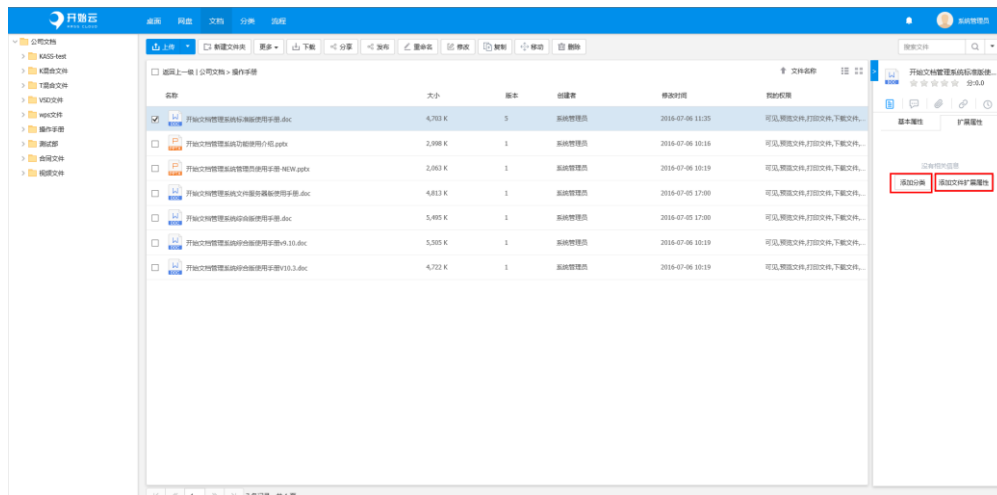 开始云
桌面 网盘 文档 分类 流程
系统管理员
公司文档
KASS-test
K混合文件
T混合文件
VSD文件
wps文件
操作手册
测试部
合同文件
视频文件
上传 新建文件夹 更多 下载 分享 发布 重命名 修改 复制 移动 删除
搜索文件
返回上一级 | 公司文档 > 操作手册
文件名称
名称 大小 版本 创建者 修改时间 我的权限
开始文档管理系统标准版使用手册.doc 4,703 K 5 系统管理员 2016-07-06 11:35 可见,预览文件,打印文件,下载文件,...
开始文档管理系统功能使用介绍.pptx 2,998 K 1 系统管理员 2016-07-06 10:16 可见,预览文件,打印文件,下载文件,...
开始文档管理系统管理员使用手册-NEW.pptx 2,063 K 1 系统管理员 2016-07-06 10:19 可见,预览文件,打印文件,下载文件,...
开始文档管理系统文件服务器版使用手册.doc 4,813 K 1 系统管理员 2016-07-05 17:00 可见,预览文件,打印文件,下载文件,...
开始文档管理系统综合版使用手册.doc 5,495 K 1 系统管理员 2016-07-05 17:00 可见,预览文件,打印文件,下载文件,...
开始文档管理系统综合版使用手册v9.10.doc 5,505 K 1 系统管理员 2016-07-06 10:19 可见,预览文件,打印文件,下载文件,...
开始文档管理系统综合版使用手册V10.3.doc 4,722 K 1 系统管理员 2016-07-06 10:19 可见,预览文件,打印文件,下载文件,...
开始文档管理系统标准版使...
分:0.0
基本属性 扩展属性
没有相关信息
添加分类 添加文件扩展属性